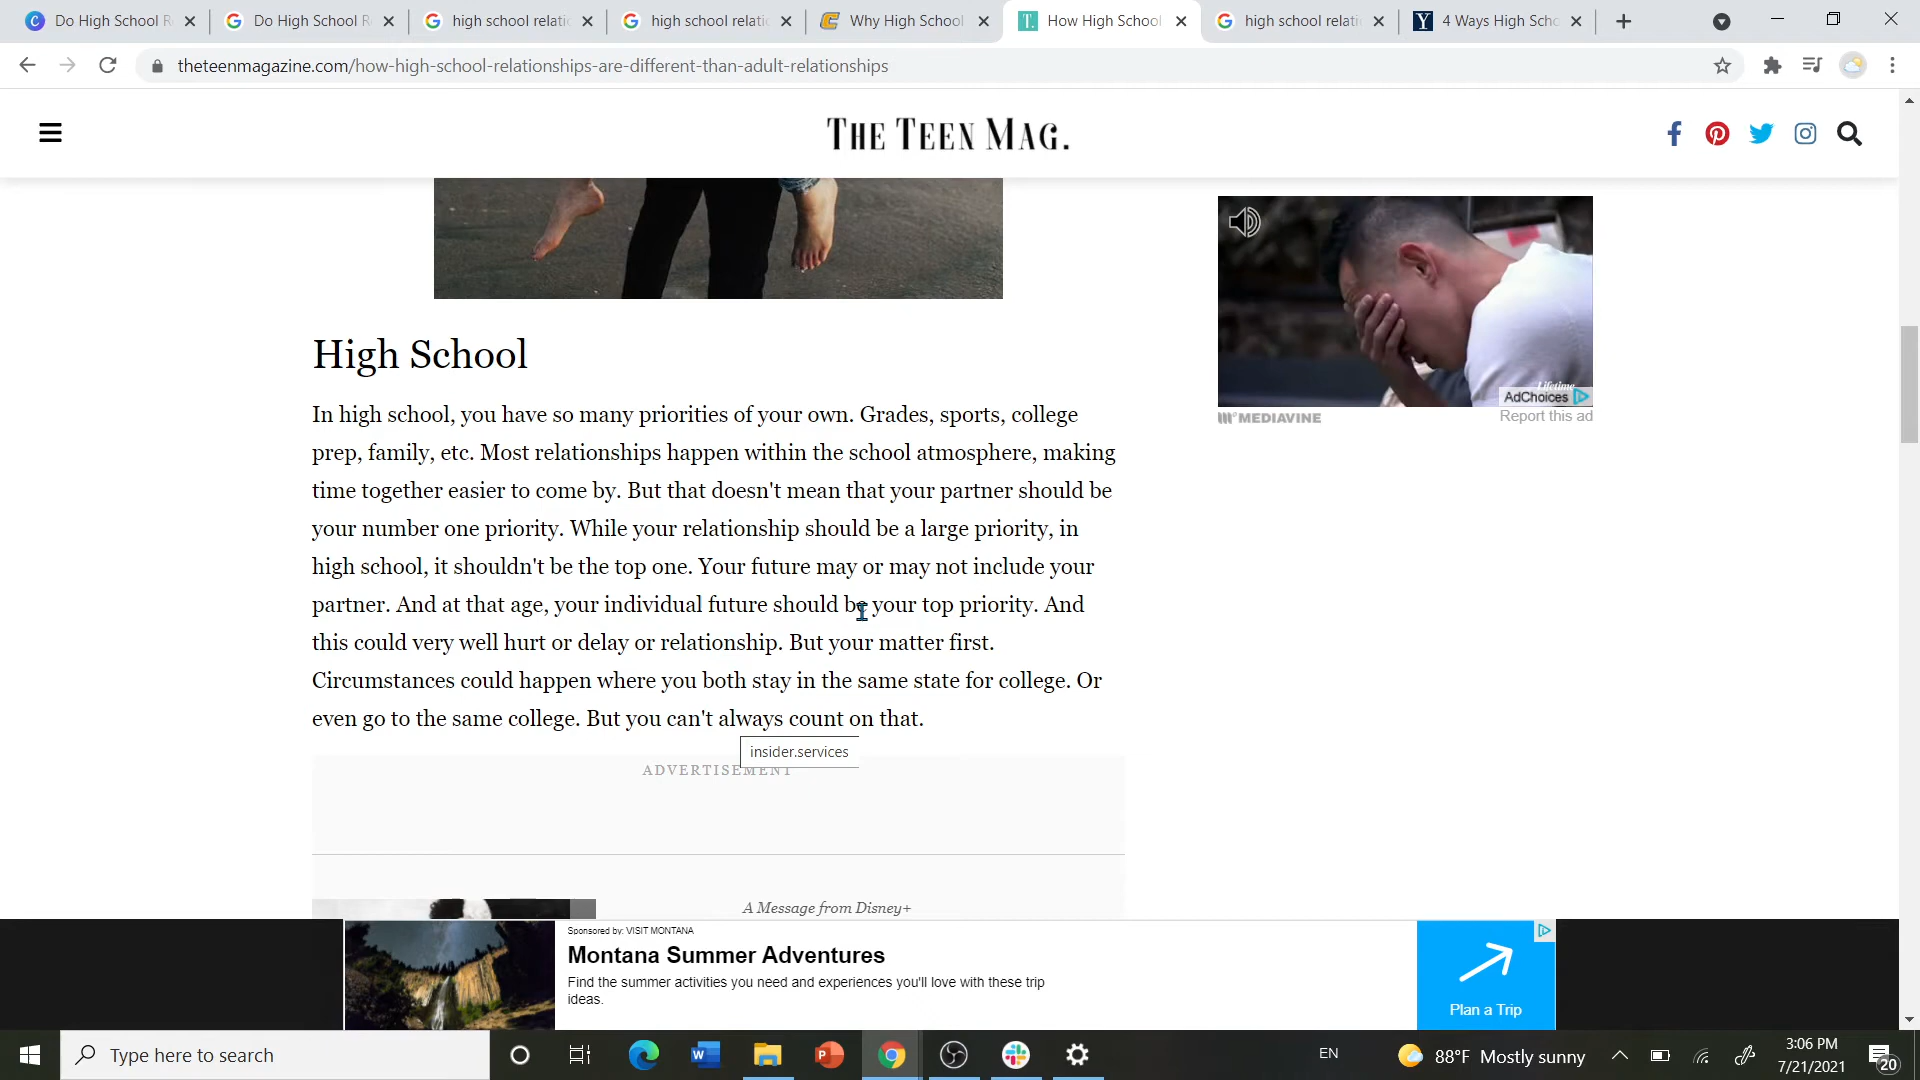 Do High School R
Do High School R
high school relatio
high school relatio
Why High School
How High School
high school relatio
4 Ways High Scho
theteenmagazine.com/how-high-school-relationships-are-different-than-adult-relationships
THE TEEN MAG.
High School
In high school, you have so many priorities of your own. Grades, sports, college
prep, family, etc. Most relationships happen within the school atmosphere, making
time together easier to come by. But that doesn't mean that your partner should be
your number one priority. While your relationship should be a large priority, in
high school, it shouldn't be the top one. Your future may or may not include your
partner. And at that age, your individual future should be your top priority. And
this could very well hurt or delay or relationship. But your matter first.
Circumstances could happen where you both stay in the same state for college. Or
even go to the same college. But you can't always count on that.
Lifetime
AdChoices
MEDIAVINE
Report this ad
insider.services
ADVERTISEMENT
A Message from Disney+
Sponsored by: VISIT MONTANA
Montana Summer Adventures
Find the summer activities you need and experiences you'll love with these trip
ideas.
Plan a Trip
Type here to search
EN
88°F Mostly sunny
3:06 PM
7/21/2021
20